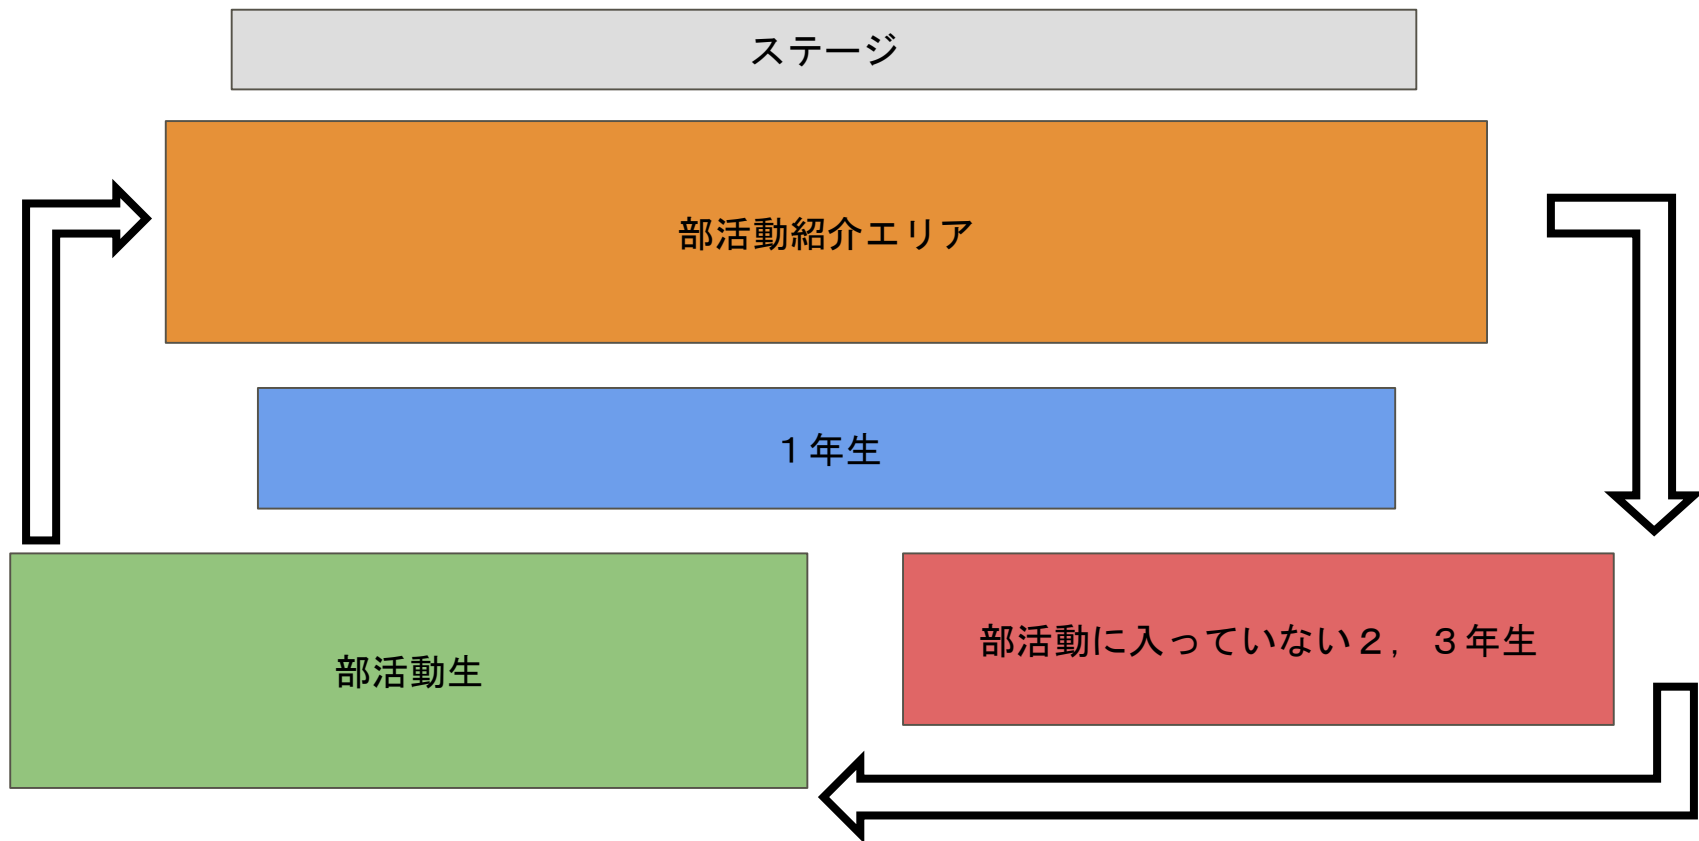 ステージ
部活動紹介エリア
１年生
部活動に入っていない２，３年生
部活動生